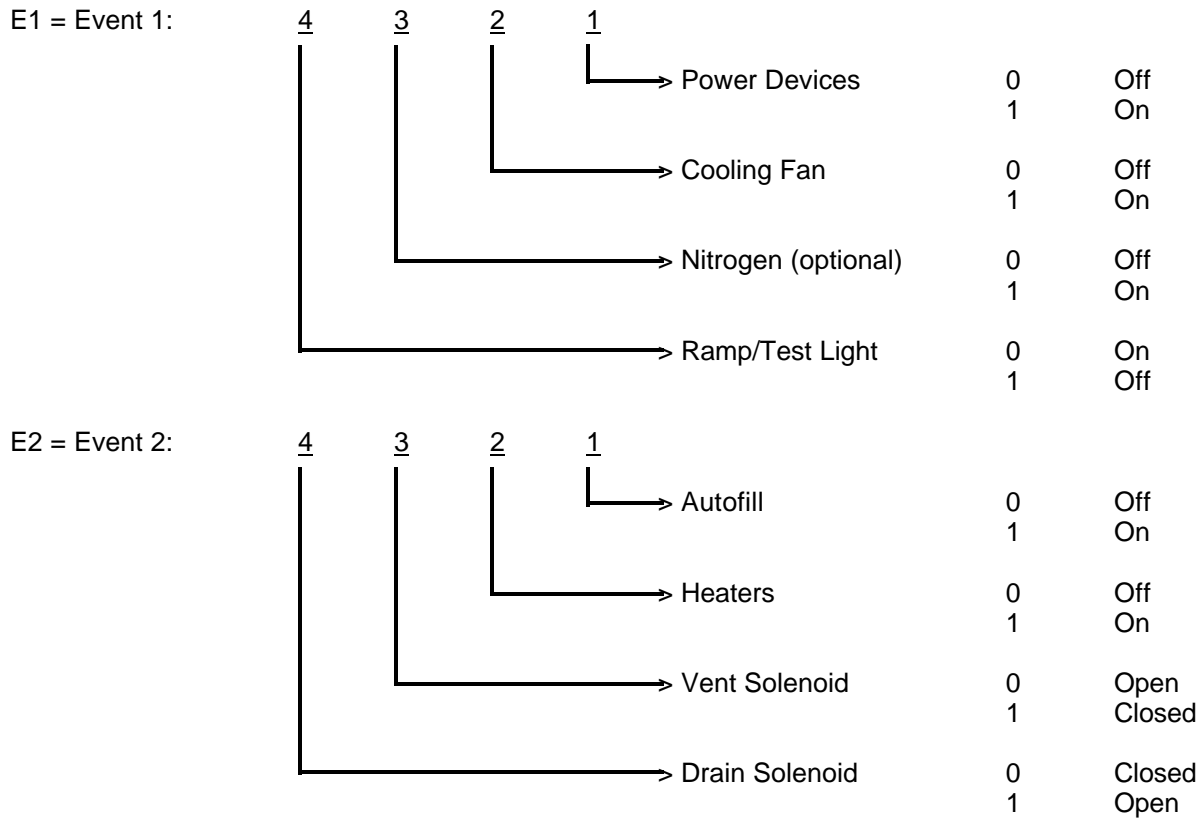 E1 = Event 1: 4 3 2 1
> Power Devices 0 Off
1 On
> Cooling Fan 0 Off
1 On
> Nitrogen (optional) 0 Off
1 On
> Ramp/Test Light 0 On
1 Off
E2 = Event 2: 4 3 2 1
> Autofill 0 Off
1 On
> Heaters 0 Off
1 On
> Vent Solenoid 0 Open
1 Closed
> Drain Solenoid 0 Closed
1 Open